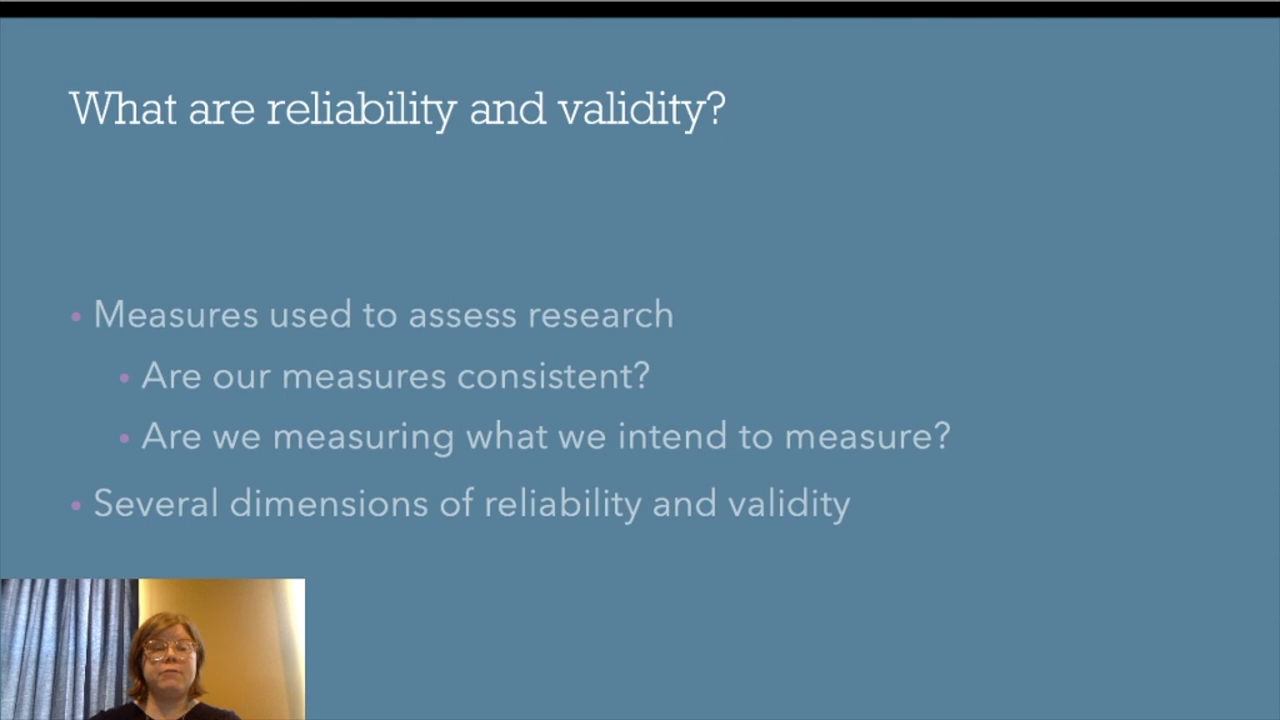 What are reliability and validity?
• Measures used to assess research
• Are our measures consistent?
• Are we measuring what we intend to measure?
• Several dimensions of reliability and validity